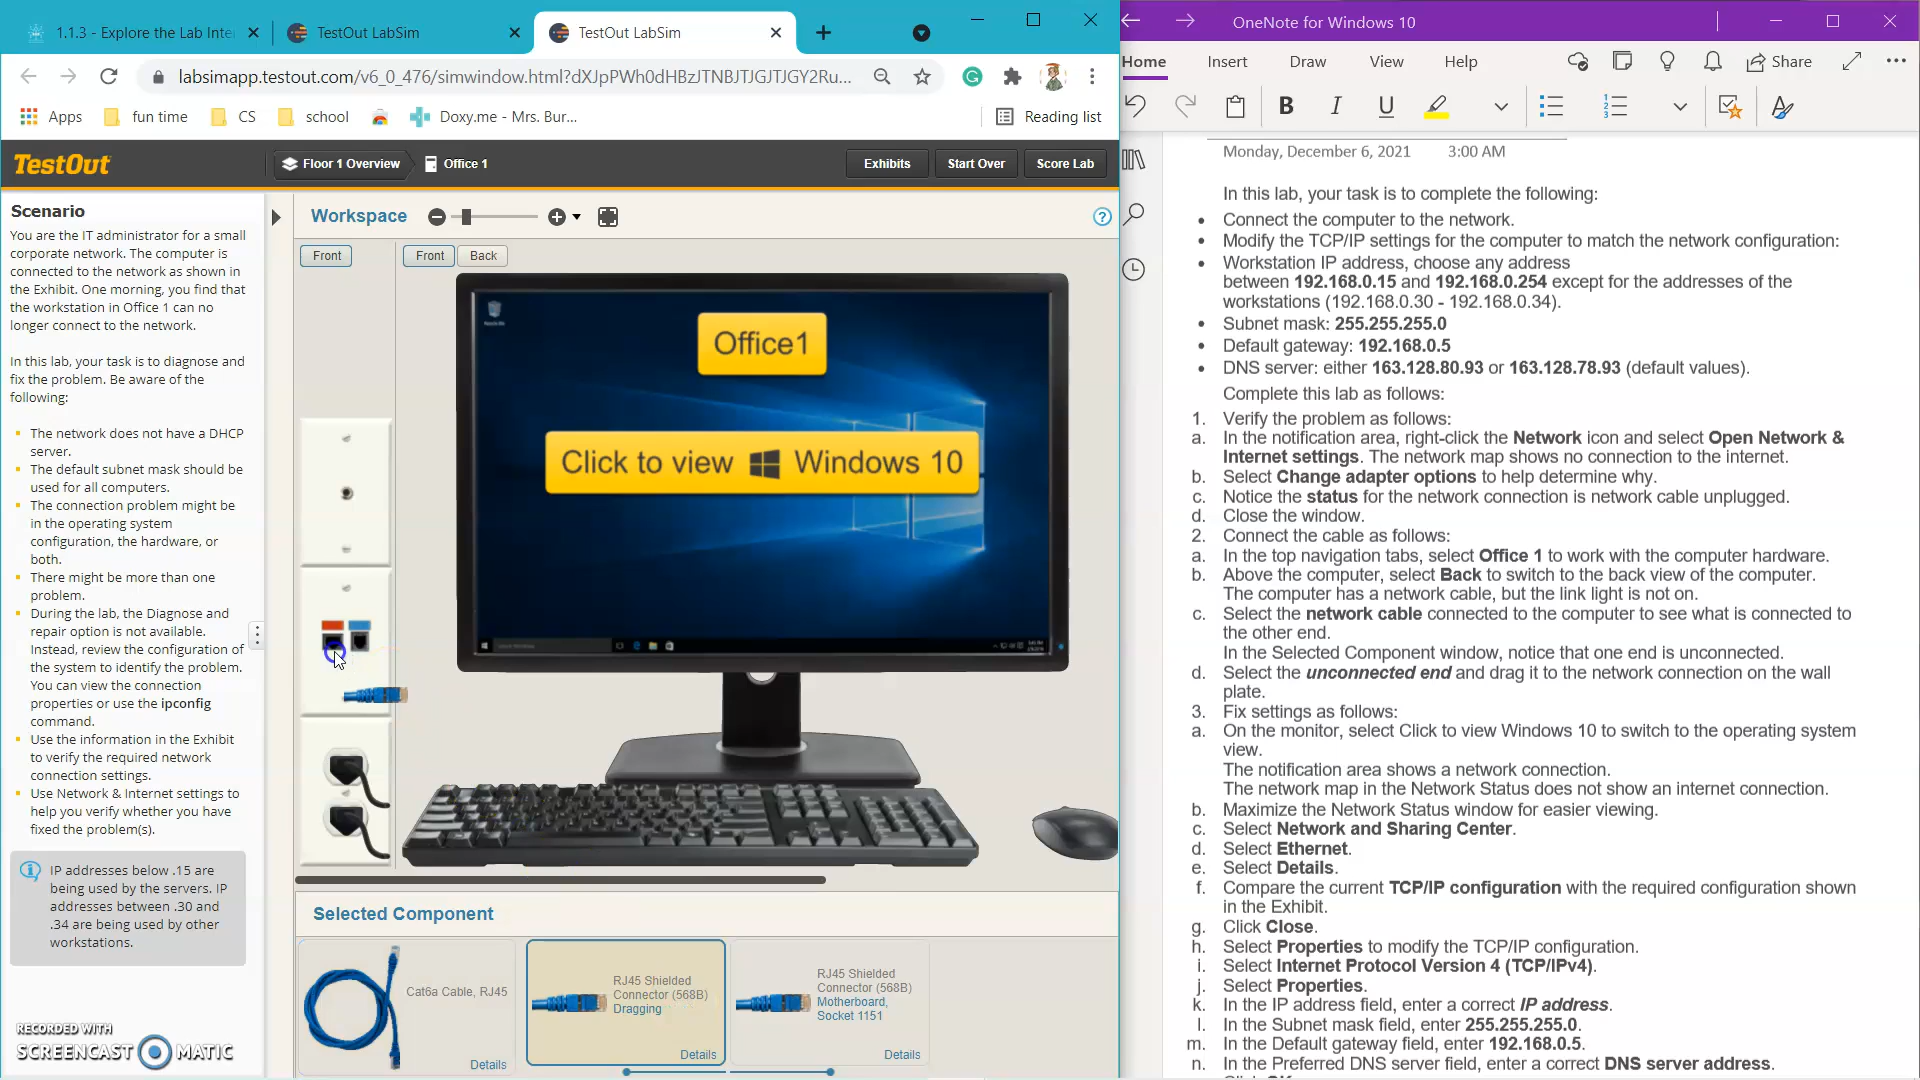 1.1.3 - Explore the Lab Inte
TestOut LabSim
TestOut LabSim
labsimapp.testout.com/v6_0_476/simwindow.html?dXJpPWh0dHBzJTNBJTJGJTJGY2Ru...
Apps
fun time
CS
school
Doxy.me - Mrs. Bur...
Reading list
TestOut
Floor 1 Overview
Office 1
Exhibits
Start Over
Score Lab
Scenario
You are the IT administrator for a small
corporate network. The computer is
connected to the network as shown in
the Exhibit. One morning, you find that
the workstation in Office 1 can no
longer connect to the network.
In this lab, your task is to diagnose and
fix the problem. Be aware of the
following:
The network does not have a DHCP
server.
The default subnet mask should be
used for all computers.
The connection problem might be
in the operating system
configuration, the hardware, or
both.
There might be more than one
problem.
During the lab, the Diagnose and
repair option is not available.
Instead, review the configuration of
the system to identify the problem.
You can view the connection
properties or use the ipconfig
command.
Use the information in the Exhibit
to verify the required network
connection settings.
Use Network & Internet settings to
help you verify whether you have
fixed the problem(s).
IP addresses below .15 are
being used by the servers. IP
addresses between .30 and
.34 are being used by other
workstations.
RECORDED WITH
SCREENCAST MATIC
Workspace
Front
Front
Back
Office1
Click to view Windows 10
Selected Component
Cat6a Cable, RJ45
Details
RJ45 Shielded
Connector (568B)
Dragging
Details
RJ45 Shielded
Connector (568B)
Motherboard,
Socket 1151
Details
OneNote for Windows 10
Home
Insert
Draw
View
Help
Share
B
I
U
Monday, December 6, 2021
3:00 AM
In this lab, your task is to complete the following:
Connect the computer to the network.
Modify the TCP/IP settings for the computer to match the network configuration:
Workstation IP address, choose any address
between 192.168.0.15 and 192.168.0.254 except for the addresses of the
workstations (192.168.0.30 - 192.168.0.34).
Subnet mask: 255.255.255.0
Default gateway: 192.168.0.5
DNS server: either 163.128.80.93 or 163.128.78.93 (default values).
Complete this lab as follows:
1. Verify the problem as follows:
a. In the notification area, right-click the Network icon and select Open Network &
Internet settings. The network map shows no connection to the internet.
b. Select Change adapter options to help determine why.
c. Notice the status for the network connection is network cable unplugged.
d. Close the window.
2. Connect the cable as follows:
a. In the top navigation tabs, select Office 1 to work with the computer hardware.
b. Above the computer, select Back to switch to the back view of the computer.
The computer has a network cable, but the link light is not on.
c. Select the network cable connected to the computer to see what is connected to
the other end.
In the Selected Component window, notice that one end is unconnected.
d. Select the unconnected end and drag it to the network connection on the wall
plate.
3. Fix settings as follows:
a. On the monitor, select Click to view Windows 10 to switch to the operating system
view.
The notification area shows a network connection.
The network map in the Network Status does not show an internet connection.
b. Maximize the Network Status window for easier viewing.
c. Select Network and Sharing Center.
d. Select Ethernet.
e. Select Details.
f. Compare the current TCP/IP configuration with the required configuration shown
in the Exhibit.
g. Click Close.
h. Select Properties to modify the TCP/IP configuration.
i. Select Internet Protocol Version 4 (TCP/IPv4).
j. Select Properties.
k. In the IP address field, enter a correct IP address.
l. In the Subnet mask field, enter 255.255.255.0.
m. In the Default gateway field, enter 192.168.0.5.
n. In the Preferred DNS server field, enter a correct DNS server address.